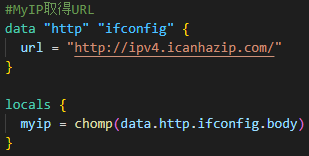 #MyIP取得URL
data "http" "ifconfig" {
  url = "http://ipv4.icanhazip.com/"
}

locals {
  myip = chomp(data.http.ifconfig.body)
}